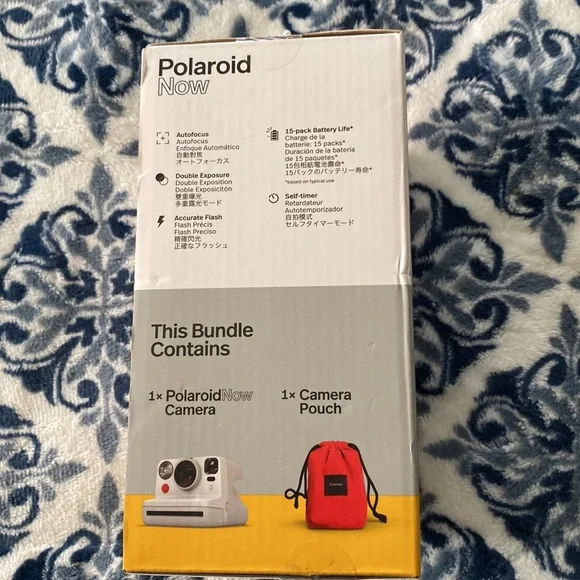 Polaroid
Now
Autofocus
Autofocus
Enfoque Automático
自動對焦
オートフォーカス
Double Exposure
Double Exposition
Doble Exposicitón
雙重曝光
多重露光モード
Accurate Flash
Flash Précis
Flash Preciso
精確閃光
正確なフラッシュ
15-pack Battery Life*
Charge de la
batterie: 15 packs*
Duración de la batería
de 15 paquetes*
15包相紙電池壽命*
15パックのバッテリー寿命*
*based on typical use
Self-timer
Retardateur
Autotemporizador
自拍模式
セルフタイマーモード
This Bundle
Contains
1× PolaroidNow
Camera
1× Camera
Pouch